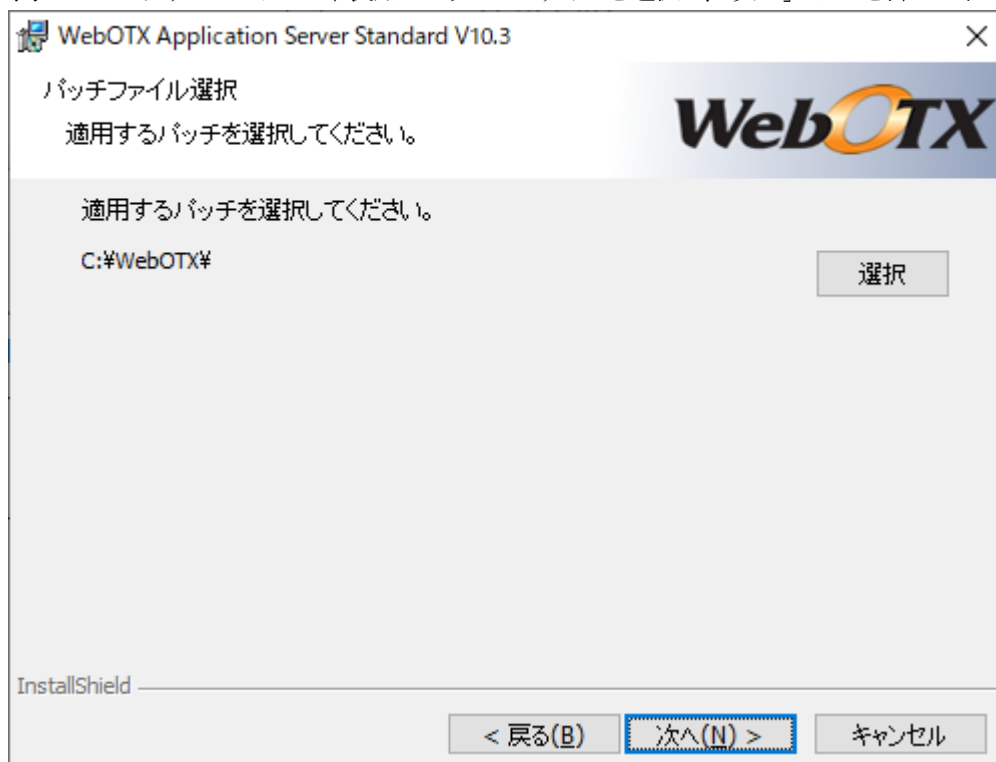 WebOTX Application Server Standard V10.3
パッチファイル選択
適用するパッチを選択してください。
WebOTX
適用するパッチを選択してください。
C:¥WebOTX¥
選択
InstallShield
< 戻る(B)
次へ(N) >
キャンセル